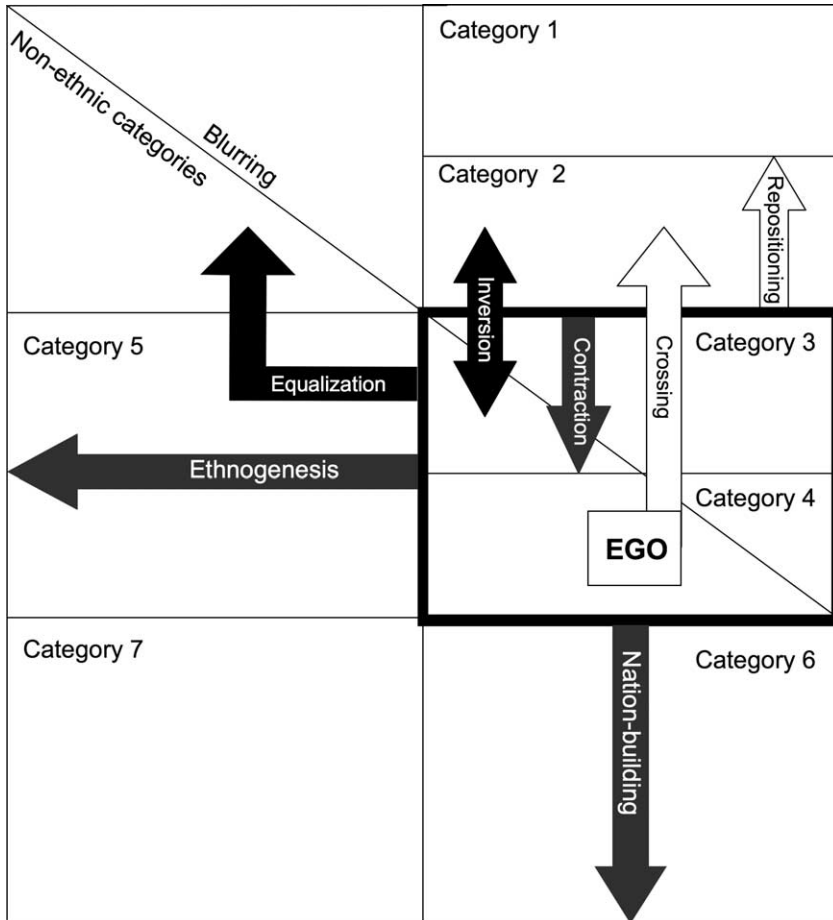 Category 1
Non-ethnic categories
Blurring
Category 2
Repositioning
Inversion
Category 5
Contraction
Crossing
Category 3
Equalization
Ethnogenesis
Category 4
EGO
Category 7
Nation-building
Category 6